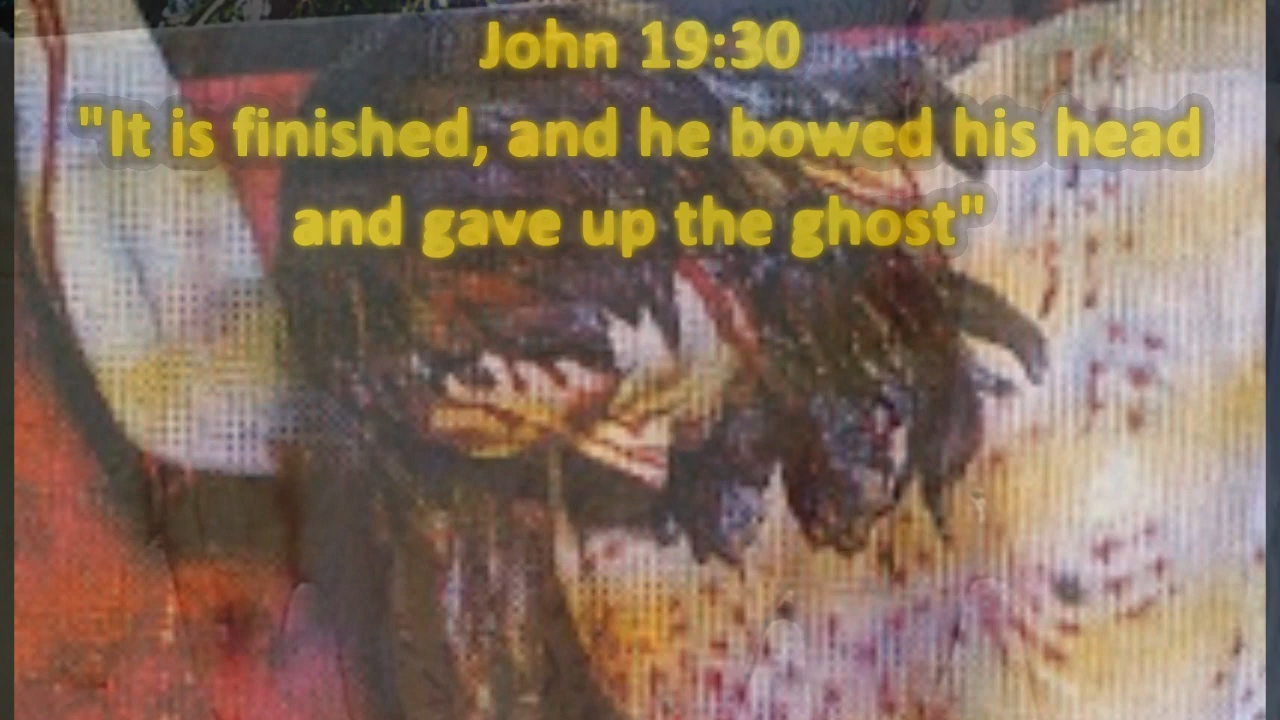 John 19:30
"It is finished, and he bowed his head
and gave up the ghost"